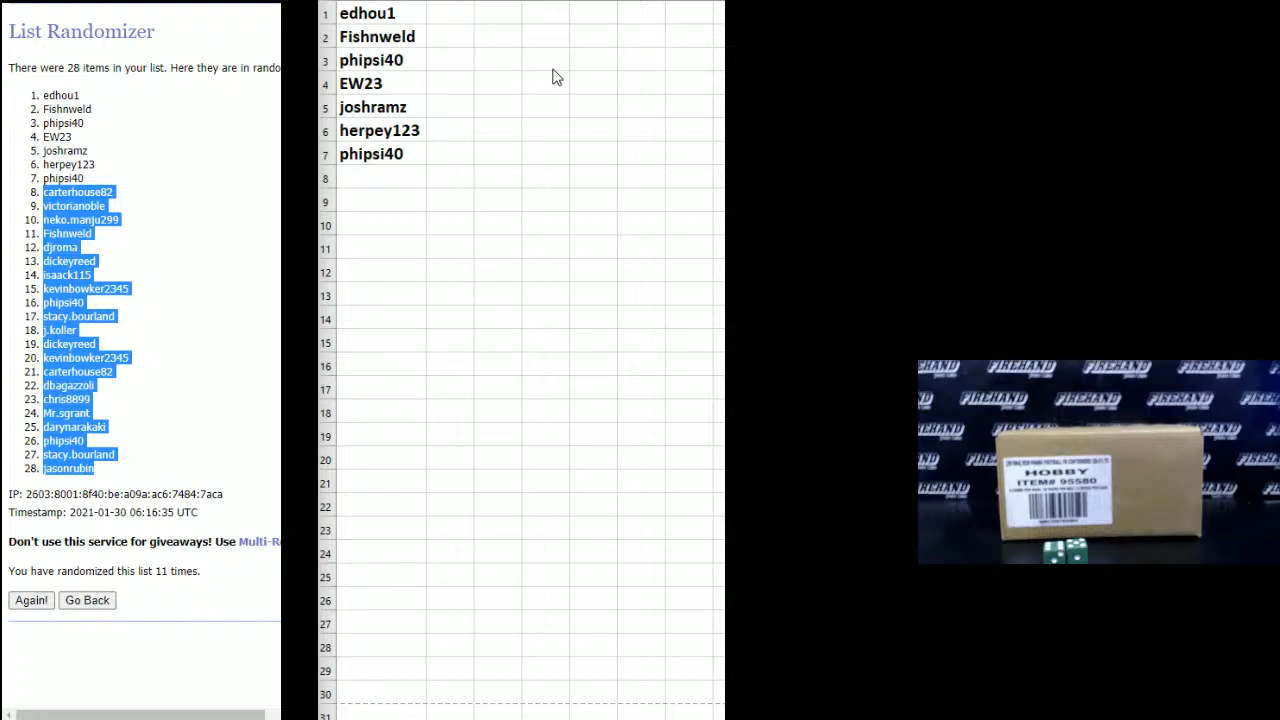 List Randomizer
There were 28 items in your list. Here they are in rando
1. edhou1
2. Fishnweld
3. phipsi40
4. EW23
5. joshramz
6. herpey123
7. phipsi40
8. carterhouse82
9. victorianoble
10. neko.manju299
11. Fishnweld
12. djroma
13. dickeyreed
14. isaack115
15. kevinbowker2345
16. phipsi40
17. stacy.bourland
18. j.koller
19. dickeyreed
20. kevinbowker2345
21. carterhouse82
22. dbagazzoli
23. chris8899
24. Mr.sgrant
25. darynarakaki
26. phipsi40
27. stacy.bourland
28. jasonrubin
IP: 2603:8001:8f40:be:a09a:ac6:7484:7aca
Timestamp: 2021-01-30 06:16:35 UTC
Don't use this service for giveaways! Use Multi-R
You have randomized this list 11 times.
Again! Go Back
1 edhou1
2 Fishnweld
3 phipsi40
4 EW23
5 joshramz
6 herpey123
7 phipsi40
8
9
10
11
12
13
14
15
16
17
18
19
20
21
22
23
24
25
26
27
28
29
30
31
FIREHAND
HOBBY
ITEM# 95580